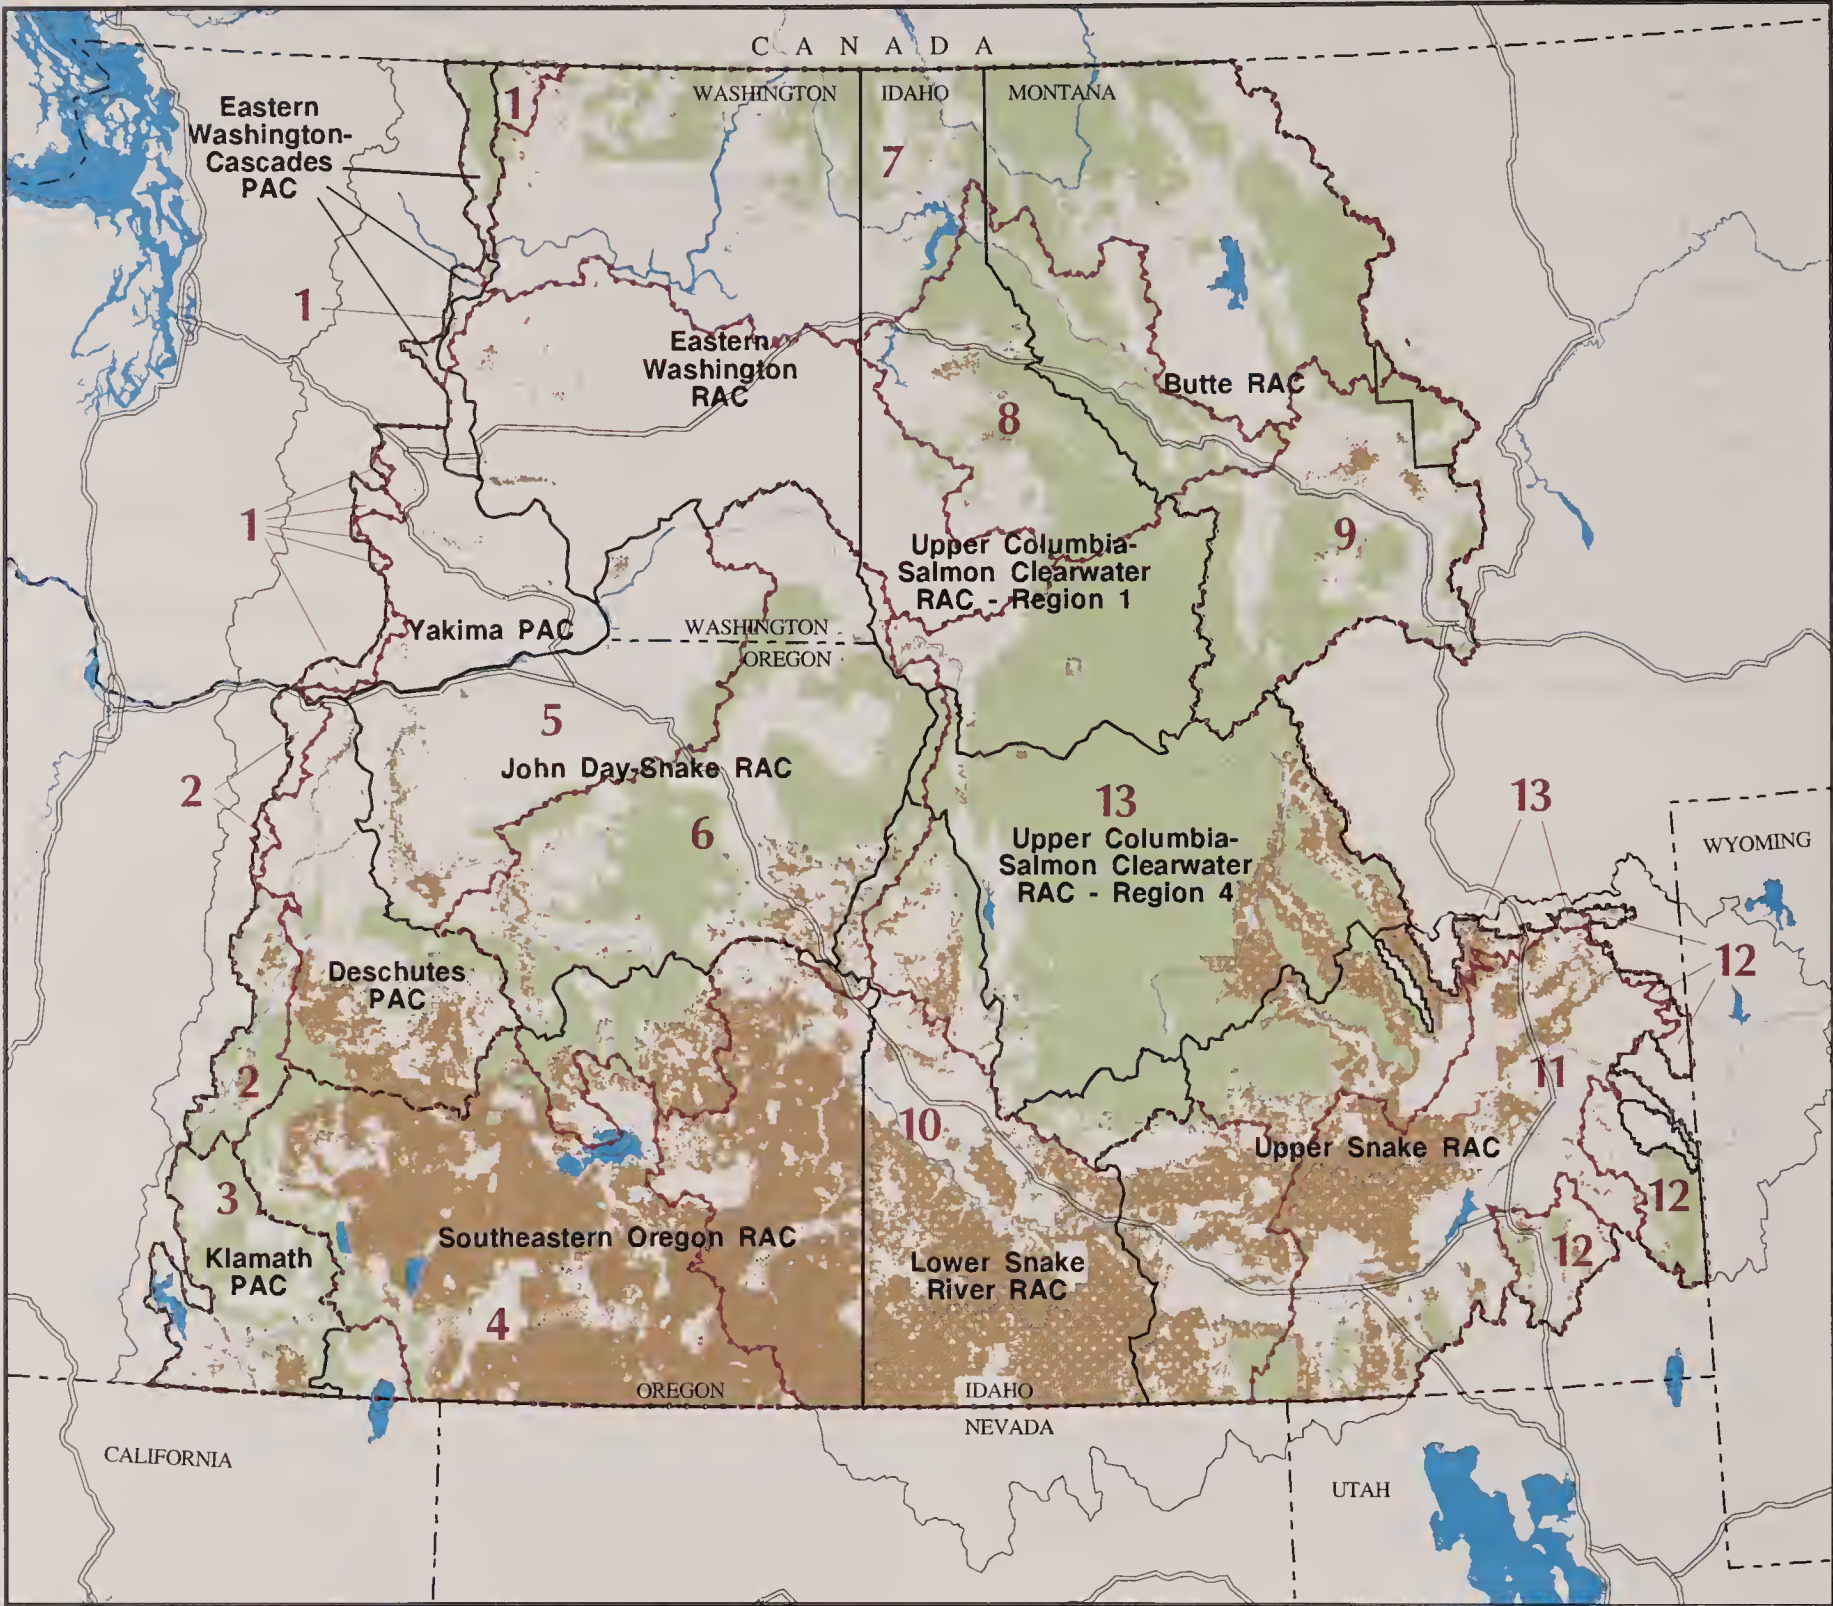 CANADA
WASHINGTON
IDAHO
MONTANA
Eastern
Washington-
Cascades
PAC
1
7
1
Eastern
Washington
RAC
Butte RAC
8
1
9
Upper Columbia-
Salmon Clearwater
RAC - Region 1
Yakima PAC
WASHINGTON
OREGON
5
John Day-Snake RAC
2
6
13
Upper Columbia-
Salmon Clearwater
RAC - Region 4
13
WYOMING
12
Deschutes
PAC
2
11
10
Upper Snake RAC
3
12
Klamath
PAC
Southeastern Oregon RAC
12
Lower Snake
River RAC
4
OREGON
IDAHO
NEVADA
CALIFORNIA
UTAH